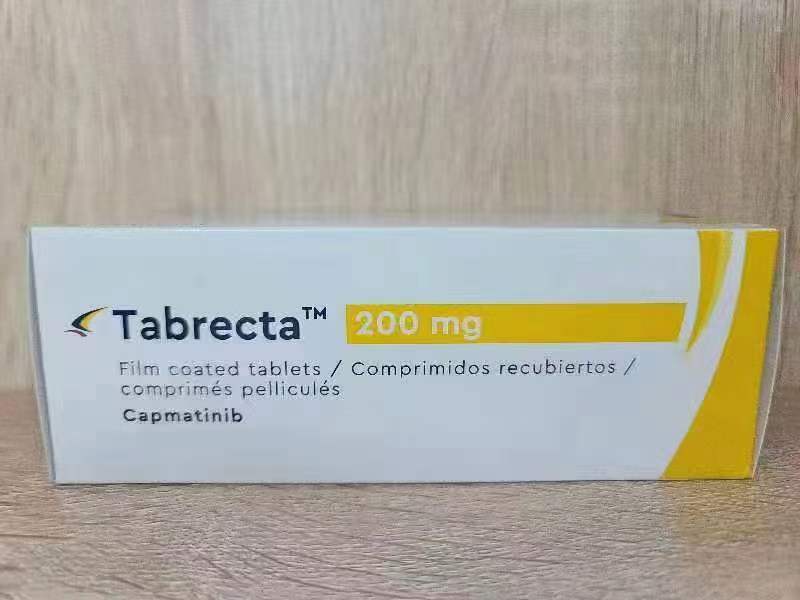 Tabrecta™ 200 mg
Film coated tablets / Comprimidos recubiertos /
comprimés pelliculés
Capmatinib